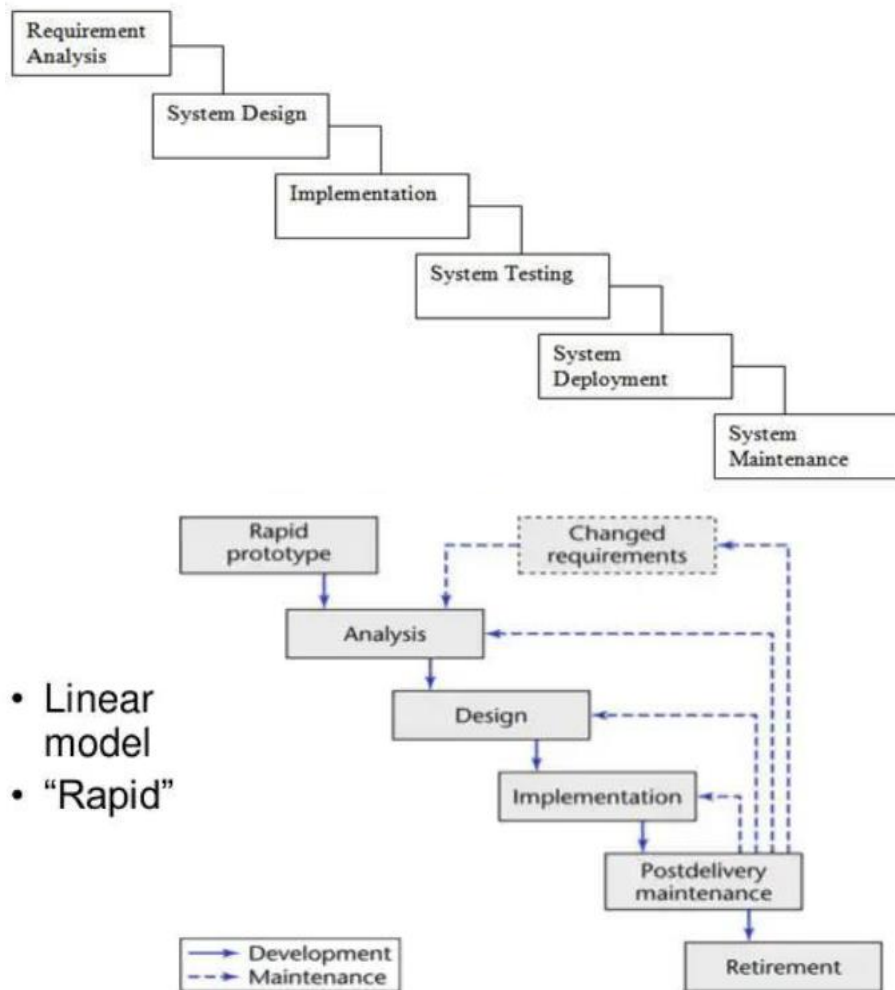 Requirement
Analysis
System Design
Implementation
System Testing
System
Deployment
System
Maintenance
Rapid
prototype
Changed
requirements
Analysis
• Linear
model
• “Rapid”
Design
Implementation
Postdelivery
maintenance
Retirement
Development
Maintenance